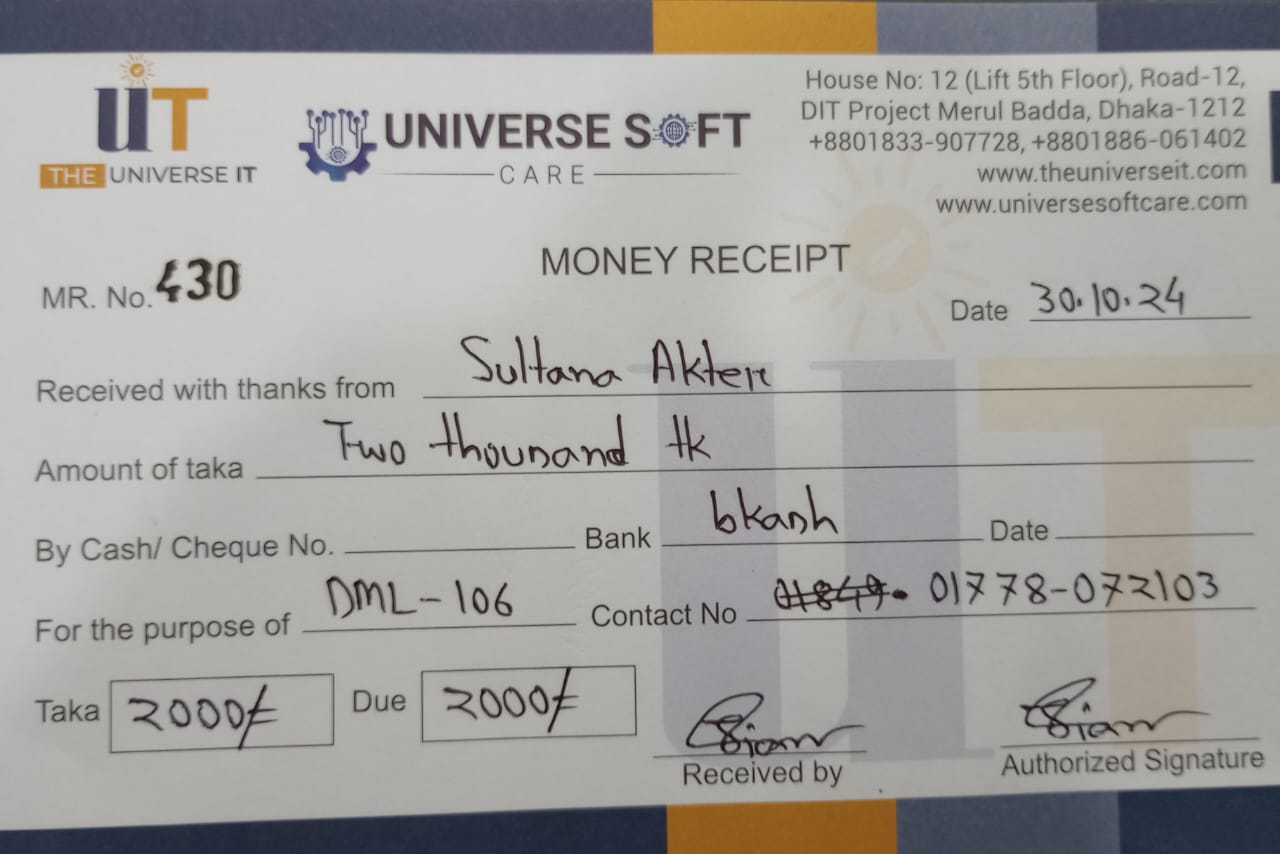 UIT
THE UNIVERSE IT
UNIVERSE SOFT
CARE
House No: 12 (Lift 5th Floor), Road-12,
DIT Project Merul Badda, Dhaka-1212
+8801833-907728, +8801886-061402
www.theuniverseit.com
www.universesoftcare.com
MONEY RECEIPT
MR. No. 430
Date 30.10.24
Received with thanks from Sultana Akter
Amount of taka Two thousand tk
By Cash/ Cheque No. Bank bkash Date
For the purpose of DML-106 Contact No 01778-072103
Taka 2000/= Due 2000/=
Received by
Authorized Signature